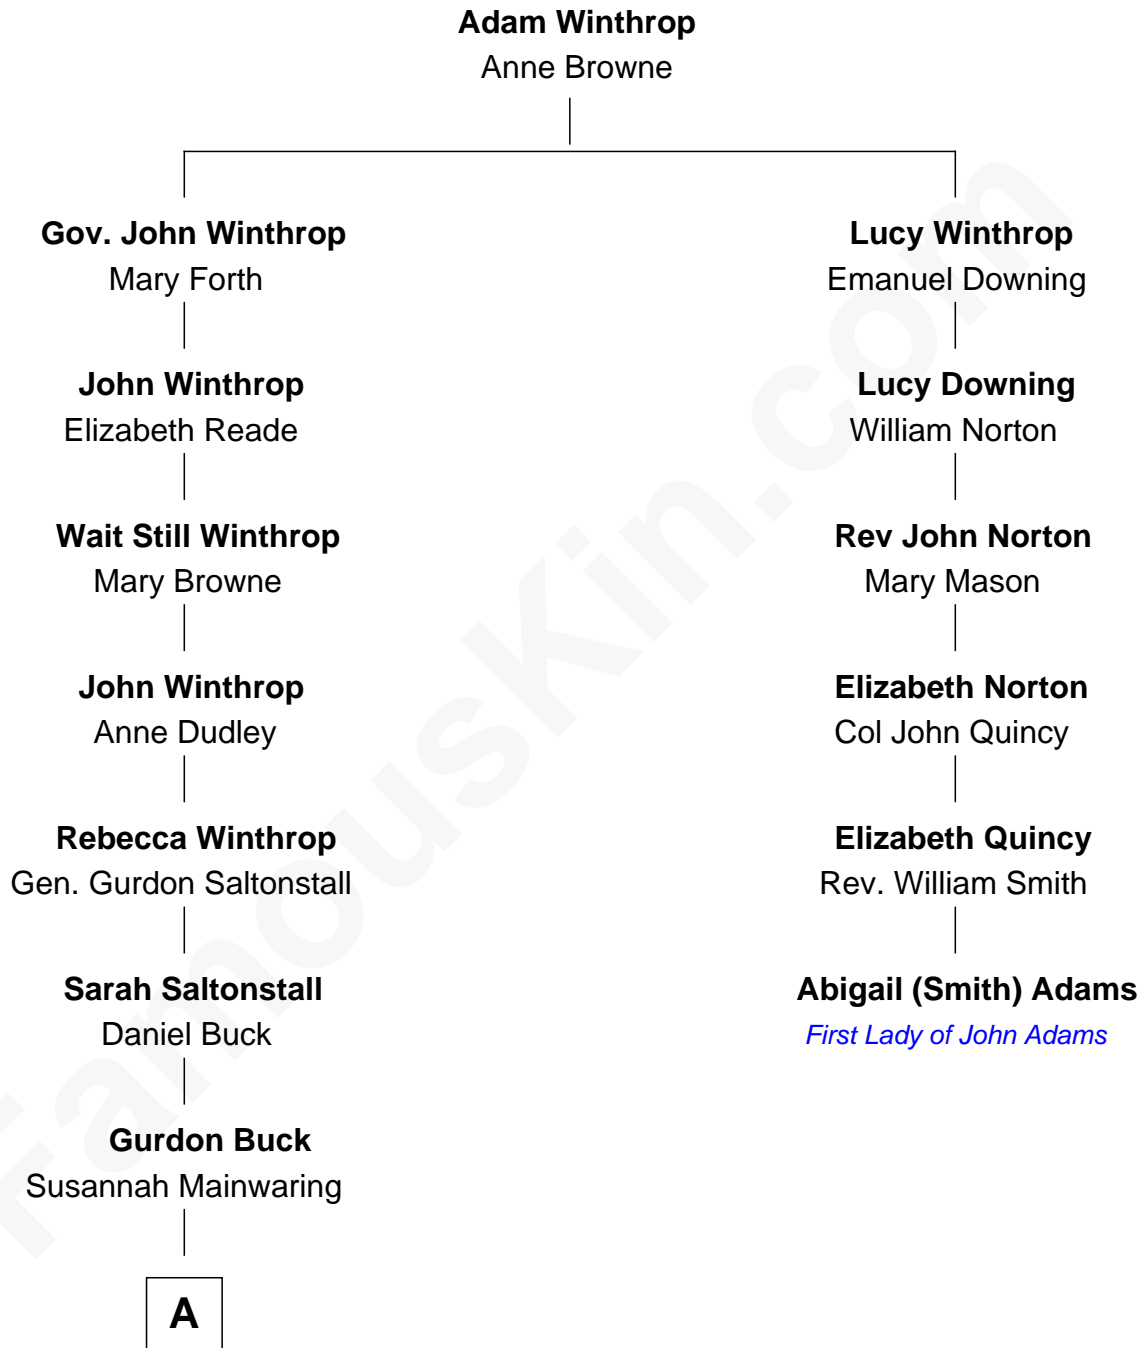 Adam Winthrop
Anne Browne
Gov. John Winthrop
Mary Forth
Lucy Winthrop
Emanuel Downing
John Winthrop
Elizabeth Reade
Lucy Downing
William Norton
Wait Still Winthrop
Mary Browne
Rev John Norton
Mary Mason
John Winthrop
Anne Dudley
Elizabeth Norton
Col John Quincy
Rebecca Winthrop
Gen. Gurdon Saltonstall
Elizabeth Quincy
Rev. William Smith
Sarah Saltonstall
Daniel Buck
Abigail (Smith) Adams
First Lady of John Adams
Gurdon Buck
Susannah Mainwaring
A
FamousKin.com